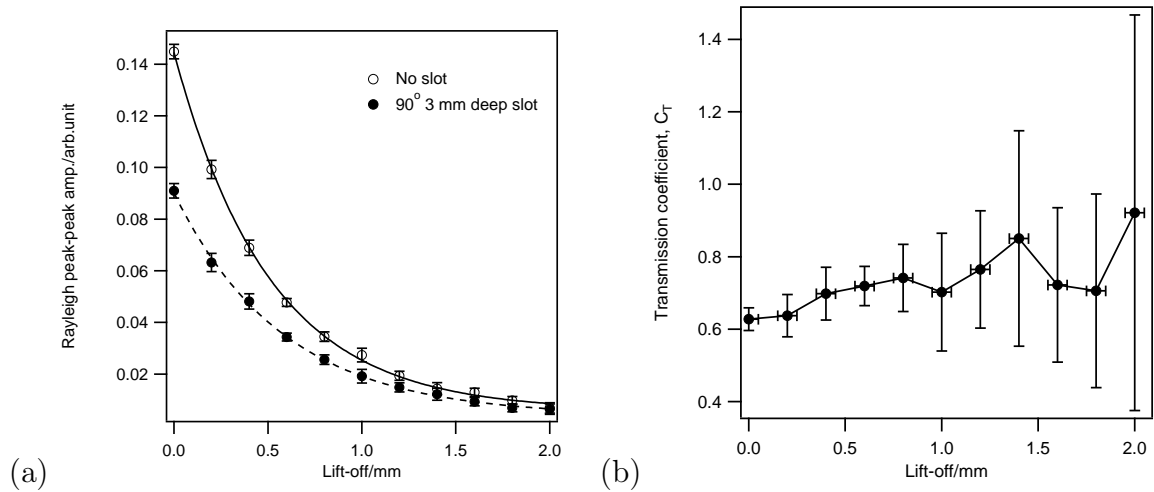 0.14
0.12
0.10
0.08
0.06
0.04
0.02
Rayleigh peak-peak amp./arb.unit
No slot
90° 3 mm deep slot
0.0 0.5 1.0 1.5 2.0
Lift-off/mm
(a)
1.4
1.2
1.0
0.8
0.6
0.4
Transmission coefficient, C_T
0.0 0.5 1.0 1.5 2.0
Lift-off/mm
(b)